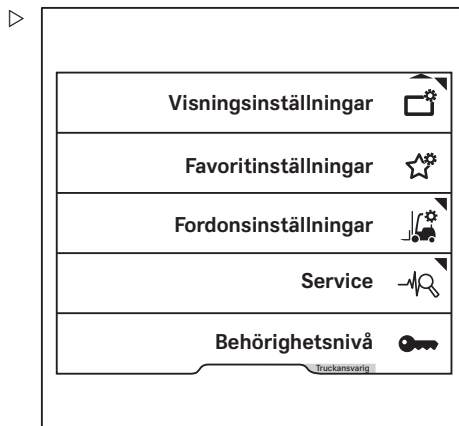 Visningsinställningar
Favoritinställningar
Fordonsinställningar
Service
Behörighetsnivå
Truckansvarig